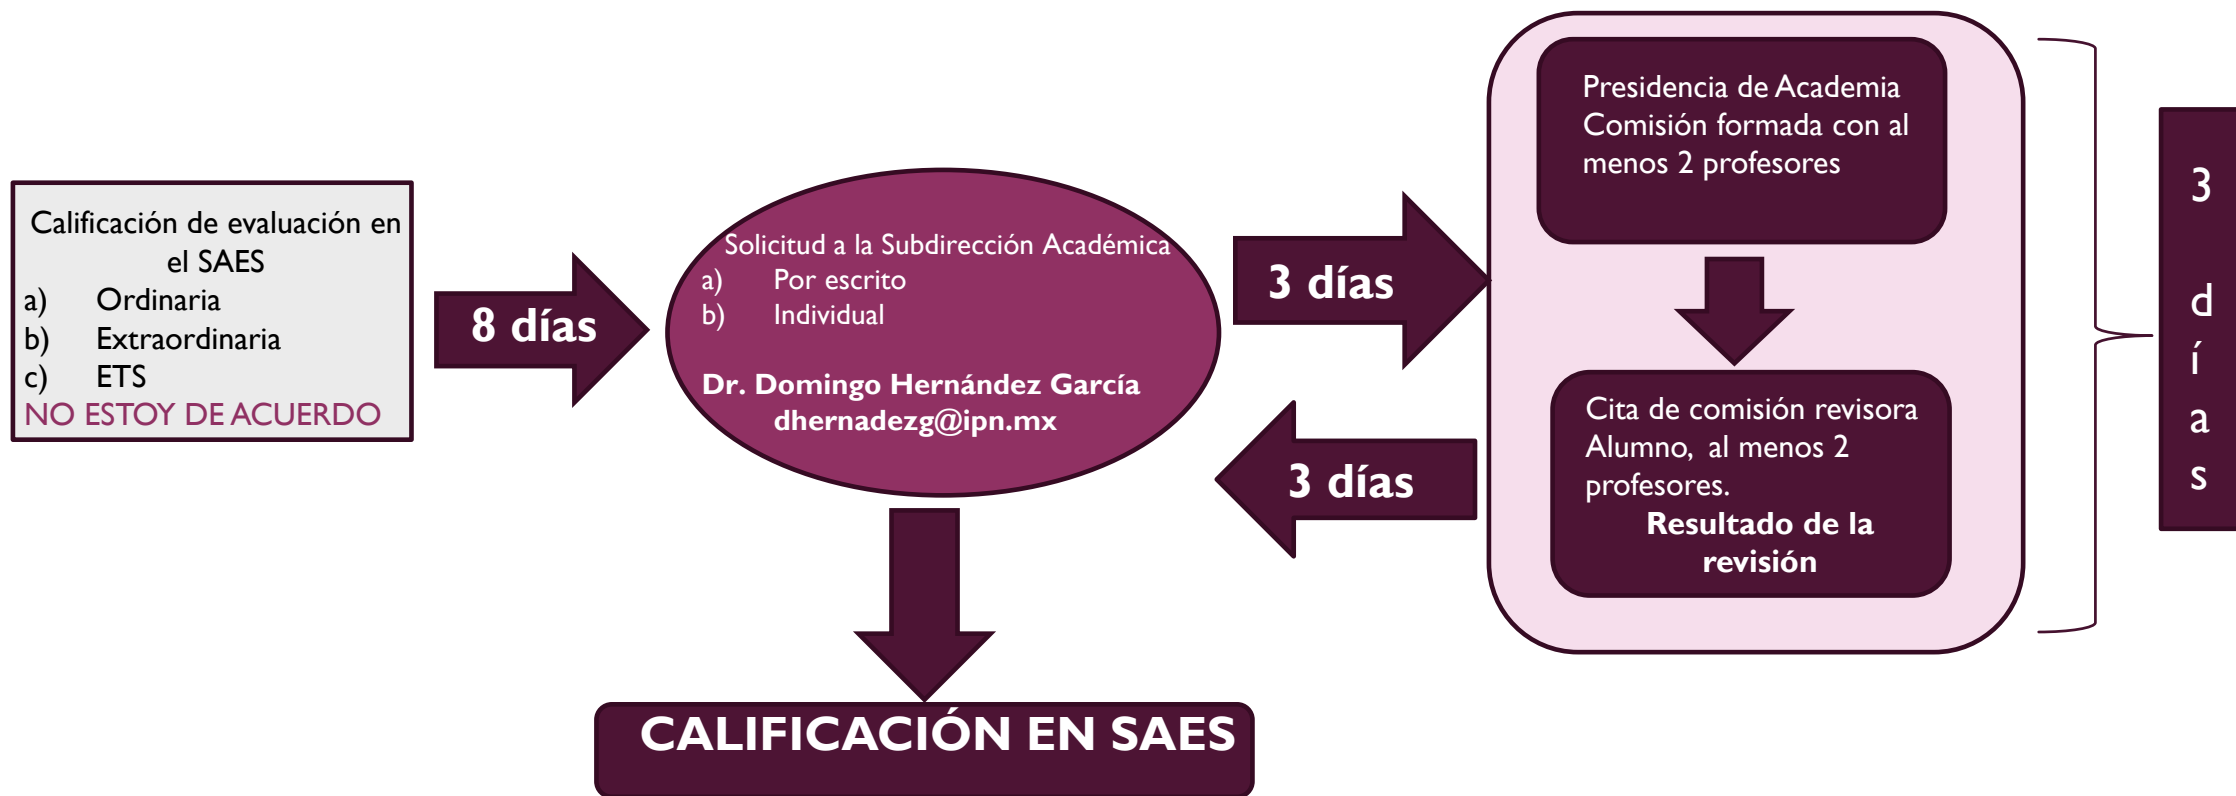 Calificación de evaluación en
el SAES
a) Ordinaria
b) Extraordinaria
c) ETS
NO ESTOY DE ACUERDO
8 días
Solicitud a la Subdirección Académica
a) Por escrito
b) Individual
Dr. Domingo Hernández García
dhernadezg@ipn.mx
3 días
3 días
Presidencia de Academia
Comisión formada con al
menos 2 profesores
Cita de comisión revisora
Alumno, al menos 2
profesores.
Resultado de la
revisión
3
d
í
a
s
CALIFICACIÓN EN SAES